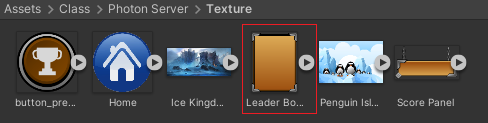 Assets > Class > Photon Server > Texture
button_pre... Home Ice Kingd... Leader Bo... Penguin Isl... Score Panel